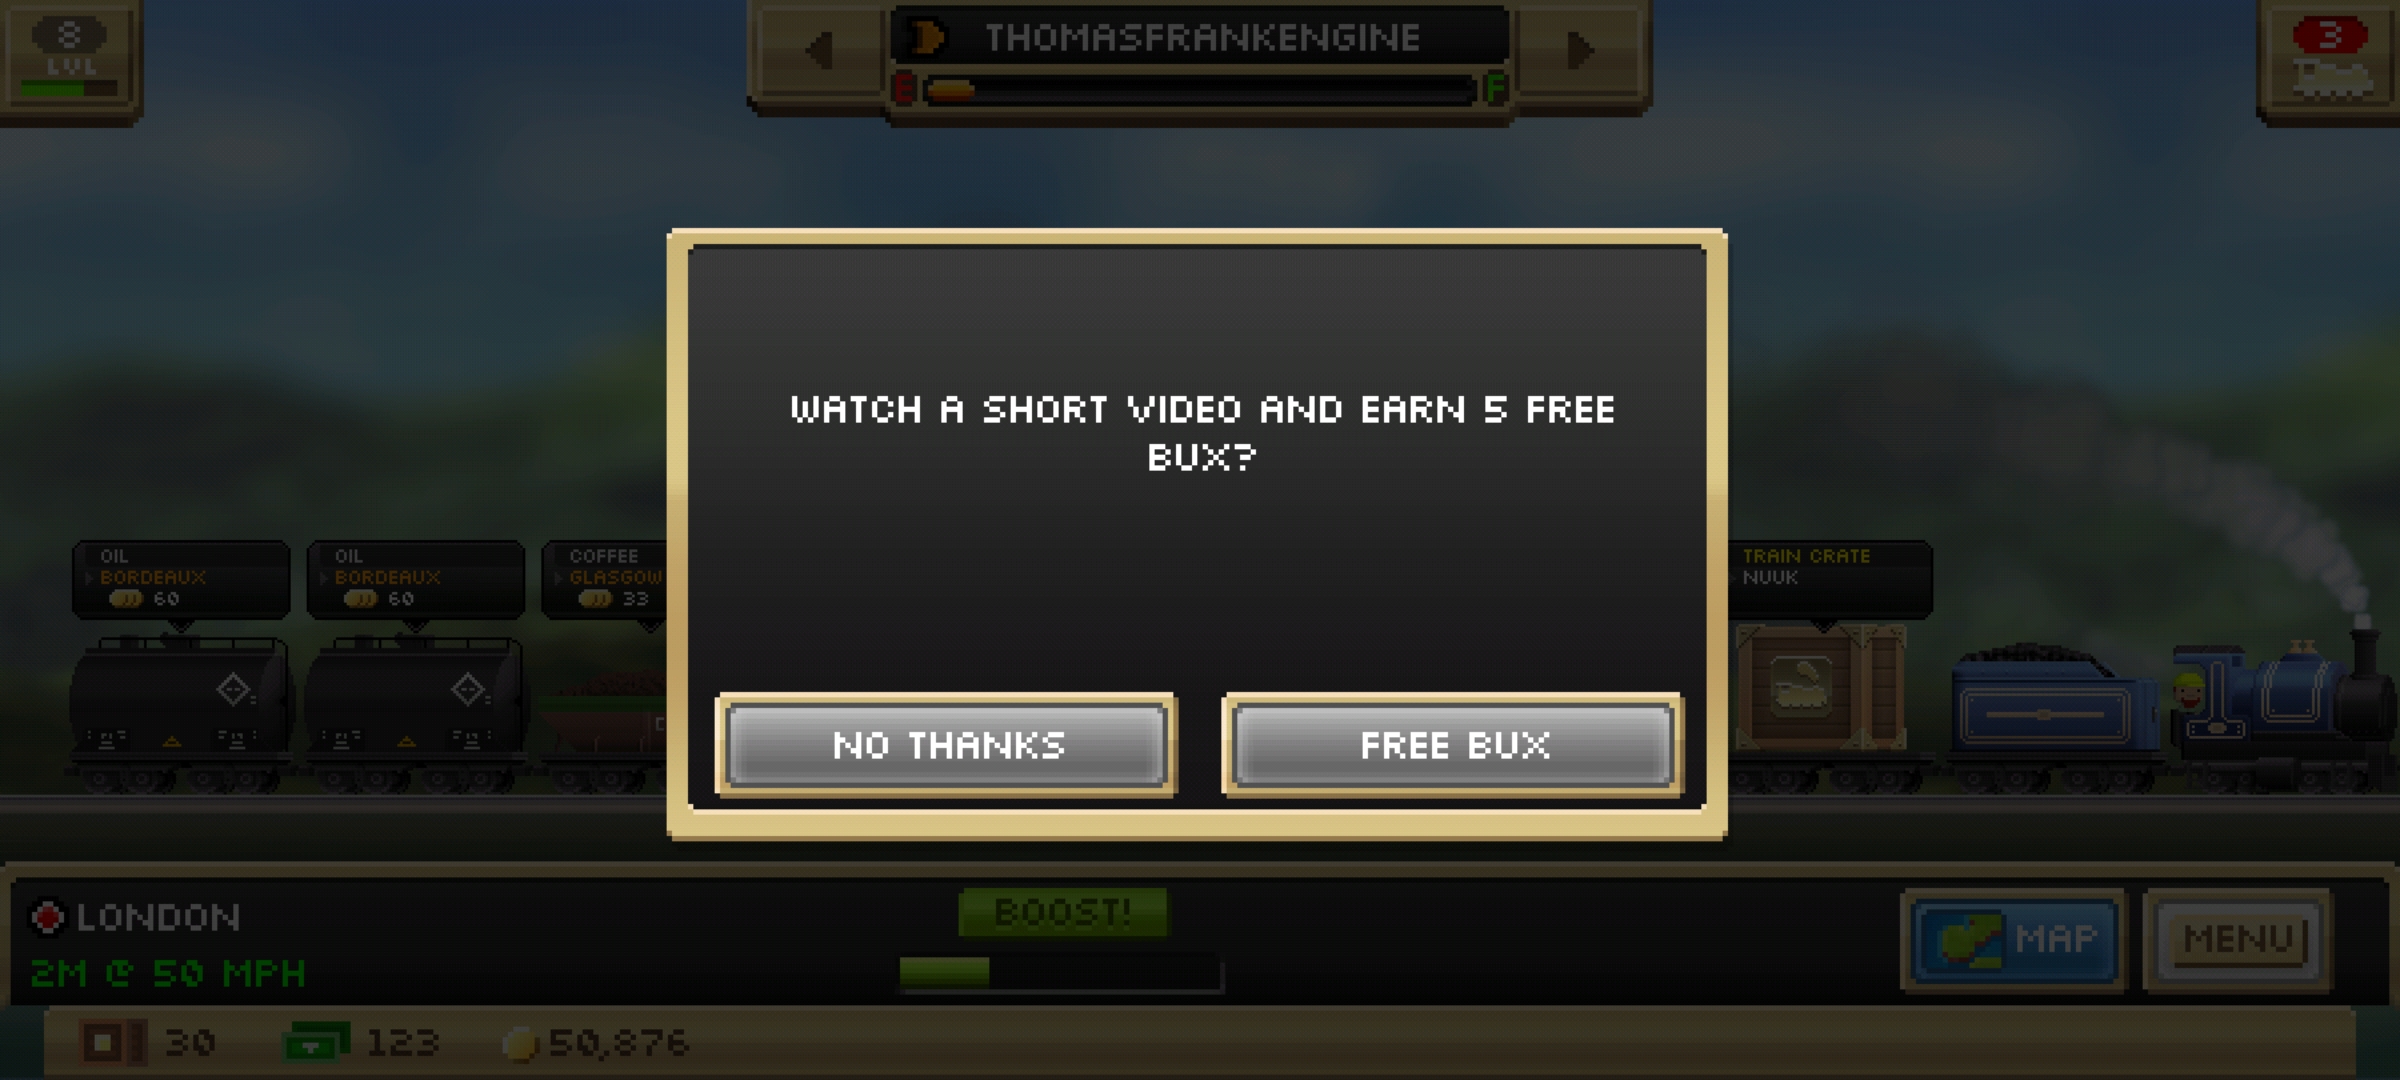 8
LVL
THOMASFRANKENGINE
E F
3
WATCH A SHORT VIDEO AND EARN 5 FREE
BUX?
NO THANKS
FREE BUX
OIL
BORDEAUX
60
OIL
BORDEAUX
60
COFFEE
GLASGOW
33
TRAIN CRATE
NUUK
LONDON
2M @ 50 MPH
BOOST!
MAP
MENU
30
123
50,876